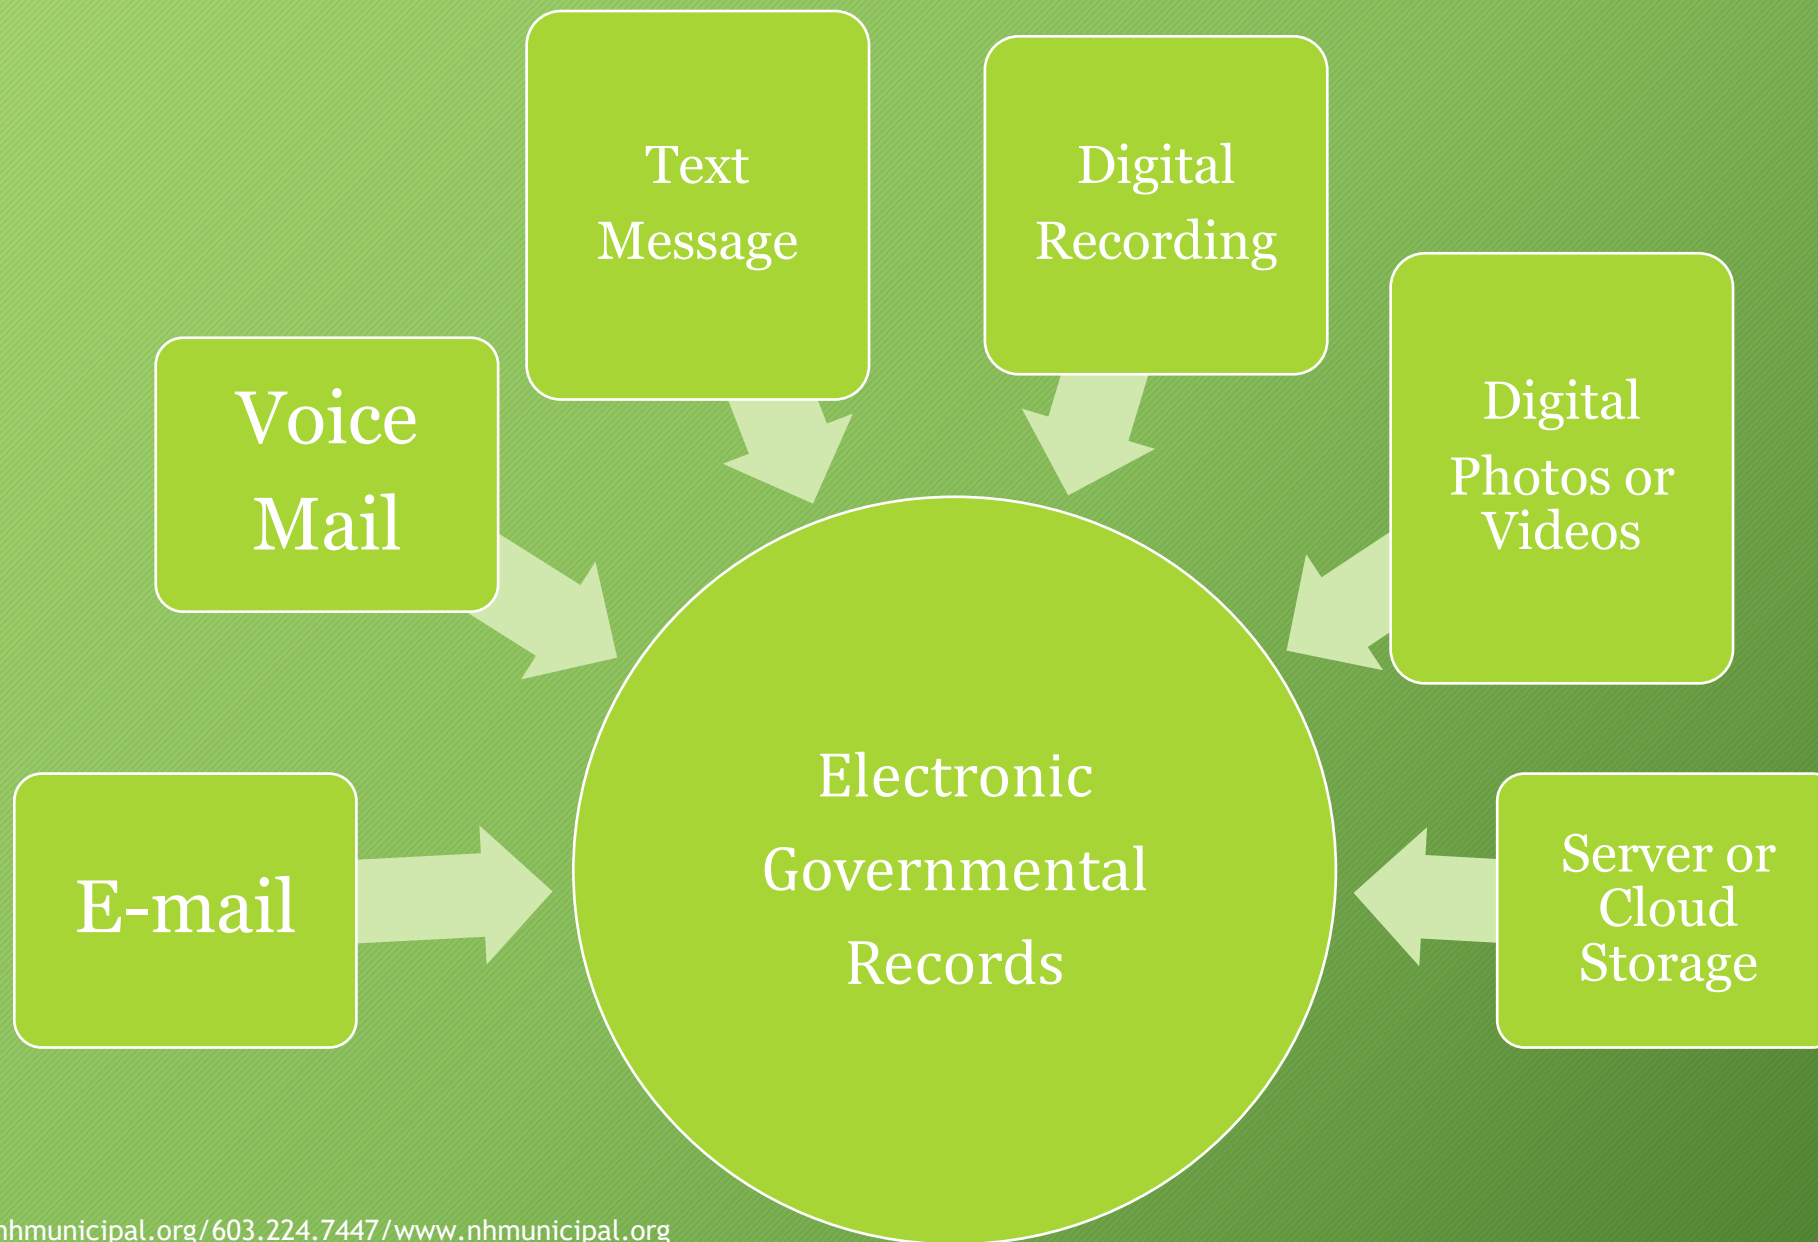 Text
Message
Digital
Recording
Voice
Mail
Digital
Photos or
Videos
E-mail
Electronic
Governmental
Records
Server or
Cloud
Storage
nhmunicipal.org/603.224.7447/www.nhmunicipal.org